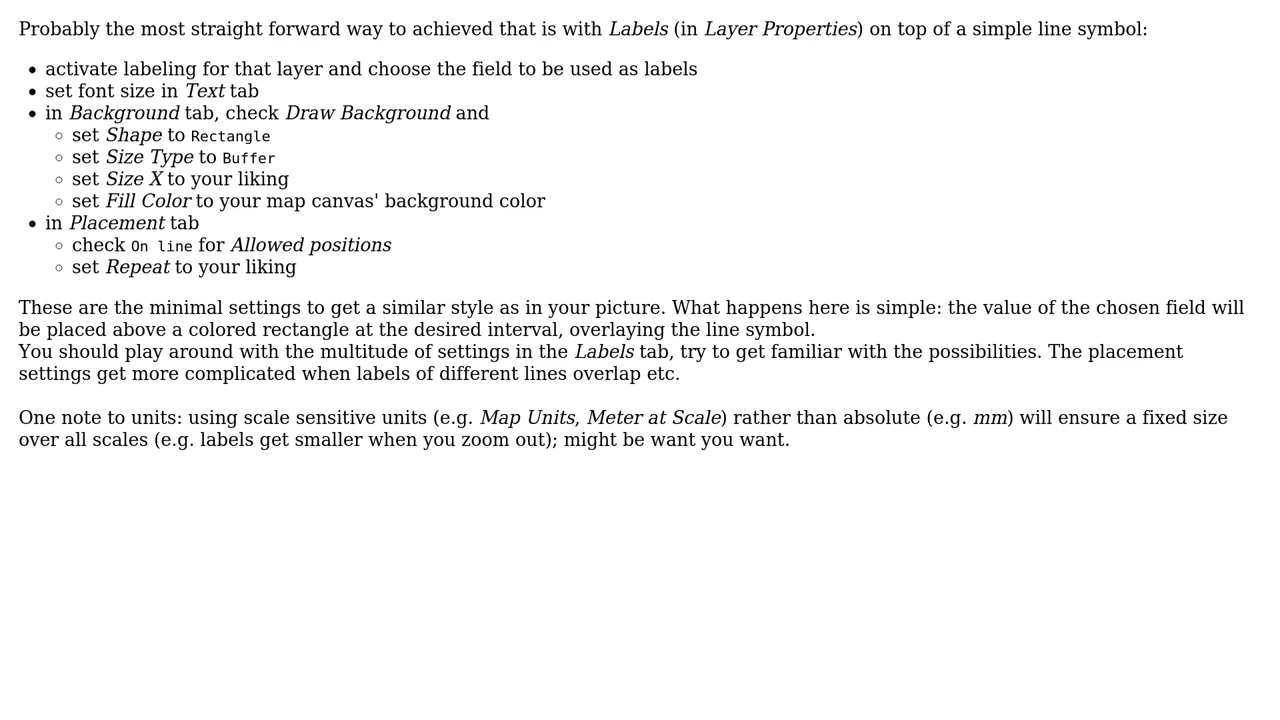 Probably the most straight forward way to achieved that is with Labels (in Layer Properties) on top of a simple line symbol:
• activate labeling for that layer and choose the field to be used as labels
• set font size in Text tab
• in Background tab, check Draw Background and
◦ set Shape to Rectangle
◦ set Size Type to Buffer
◦ set Size X to your liking
◦ set Fill Color to your map canvas' background color
• in Placement tab
◦ check On line for Allowed positions
◦ set Repeat to your liking
These are the minimal settings to get a similar style as in your picture. What happens here is simple: the value of the chosen field will
be placed above a colored rectangle at the desired interval, overlaying the line symbol.
You should play around with the multitude of settings in the Labels tab, try to get familiar with the possibilities. The placement
settings get more complicated when labels of different lines overlap etc.
One note to units: using scale sensitive units (e.g. Map Units, Meter at Scale) rather than absolute (e.g. mm) will ensure a fixed size
over all scales (e.g. labels get smaller when you zoom out); might be want you want.